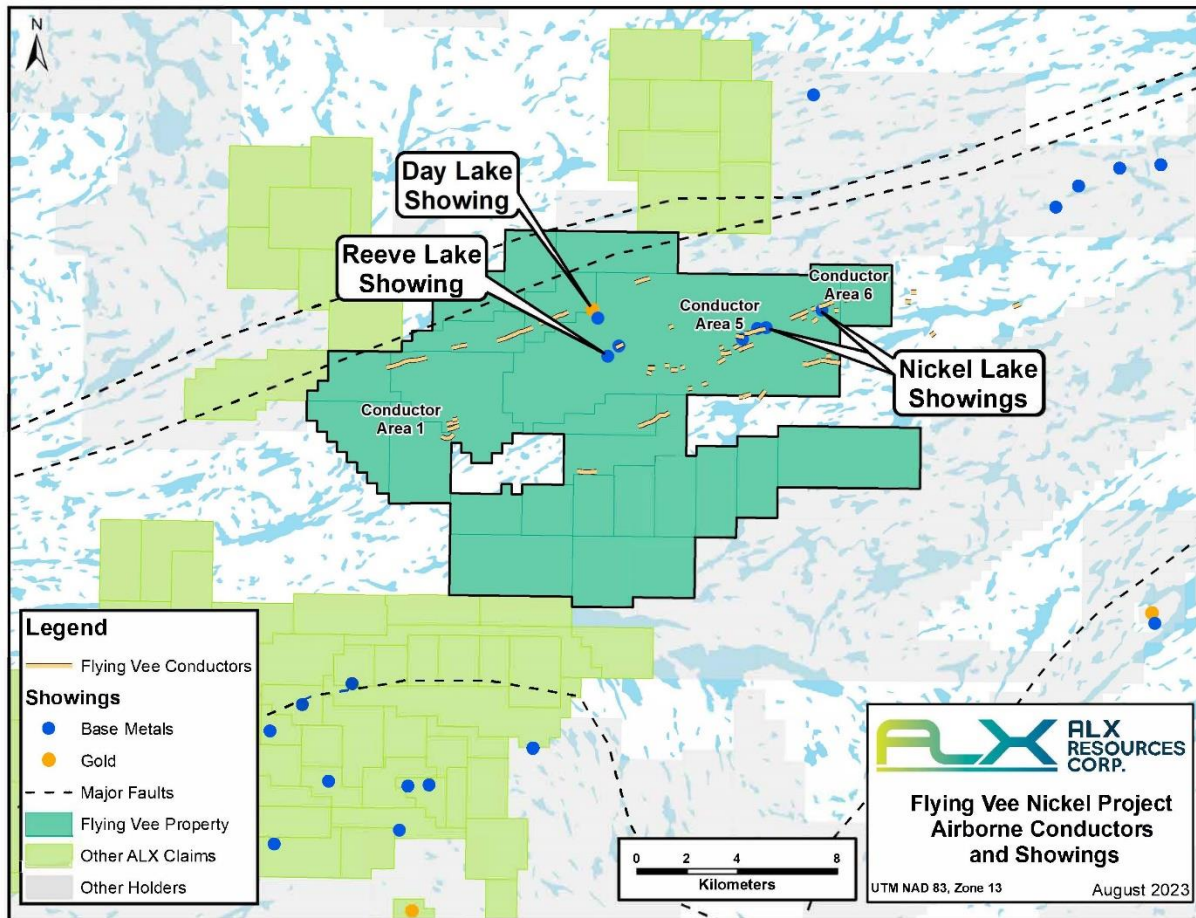 N
Day Lake
Showing
Reeve Lake
Showing
Conductor
Area 6
Conductor
Area 5
Nickel Lake
Showings
Conductor
Area 1
Legend
Flying Vee Conductors
Showings
Base Metals
Gold
Major Faults
Flying Vee Property
Other ALX Claims
Other Holders
0 2 4 8
Kilometers
ALX
ALX
RESOURCES
CORP.
Flying Vee Nickel Project
Airborne Conductors
and Showings
UTM NAD 83, Zone 13
August 2023